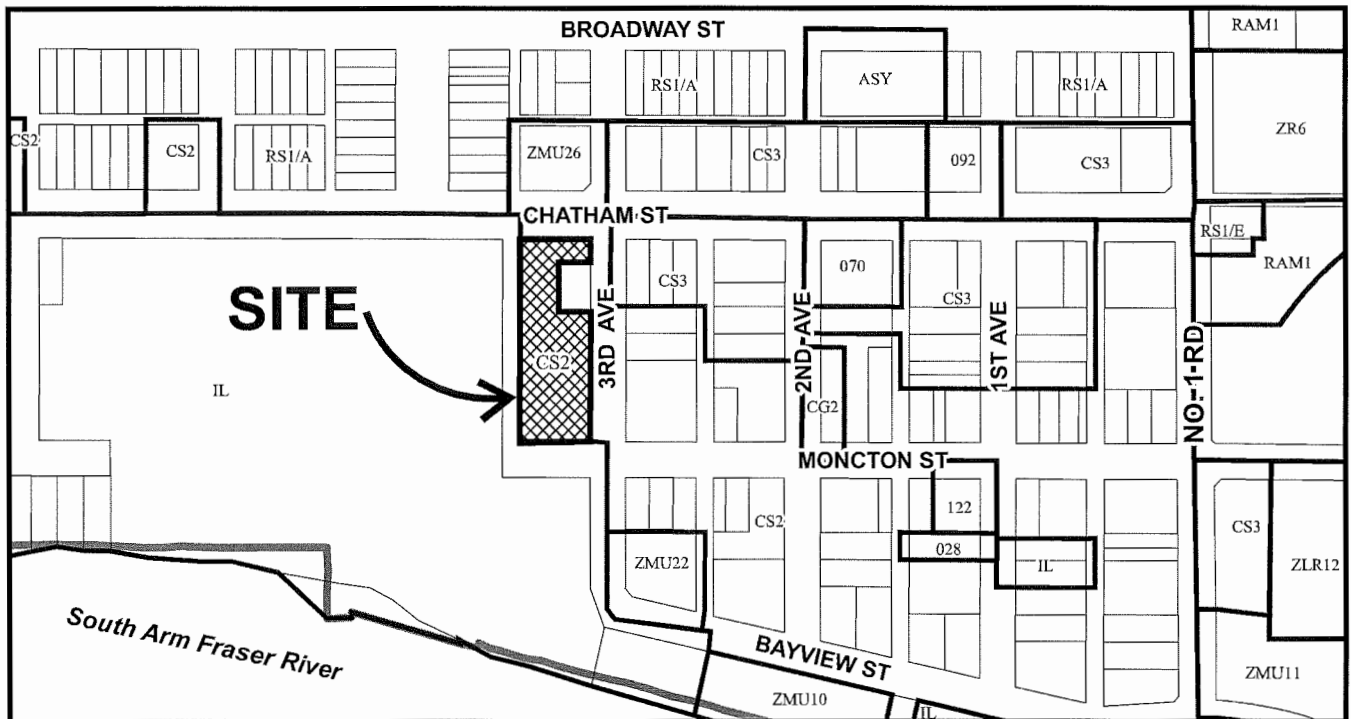 BROADWAY ST
RAM1
RS1/A
ASY
RS1/A
ZR6
CS2
CS2
RS1/A
ZMU26
CS3
092
CS3
CHATHAM ST
RS1/E
RAM1
SITE
CS3
070
CS3
3RD AVE
2ND AVE
1ST AVE
NO. 1 RD
IL
CS2
CG2
MONCTON ST
CS2
122
CS3
028
IL
ZMU22
ZLR12
South Arm Fraser River
BAYVIEW ST
ZMU11
ZMU10
IL